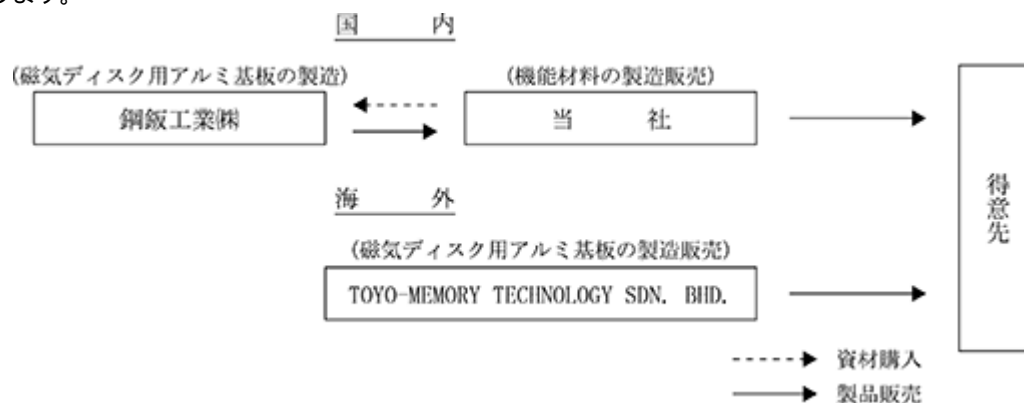 します。
国　　内
(磁気ディスク用アルミ基板の製造)
(機能材料の製造販売)
鋼鈑工業㈱
当　　社
得意先
海　　外
(磁気ディスク用アルミ基板の製造販売)
TOYO-MEMORY TECHNOLOGY SDN. BHD.
資材購入
製品販売